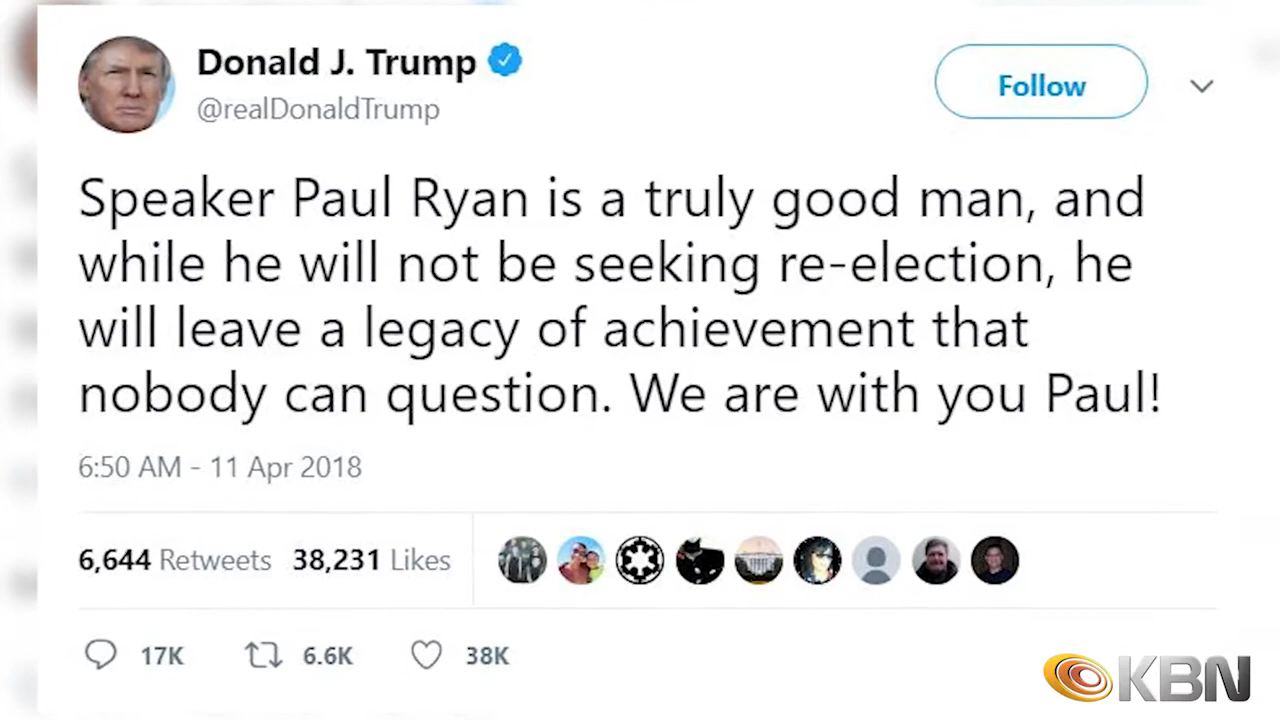 Donald J. Trump
@realDonaldTrump
Follow
Speaker Paul Ryan is a truly good man, and
while he will not be seeking re-election, he
will leave a legacy of achievement that
nobody can question. We are with you Paul!
6:50 AM - 11 Apr 2018
6,644 Retweets 38,231 Likes
17K 6.6K 38K
KBN